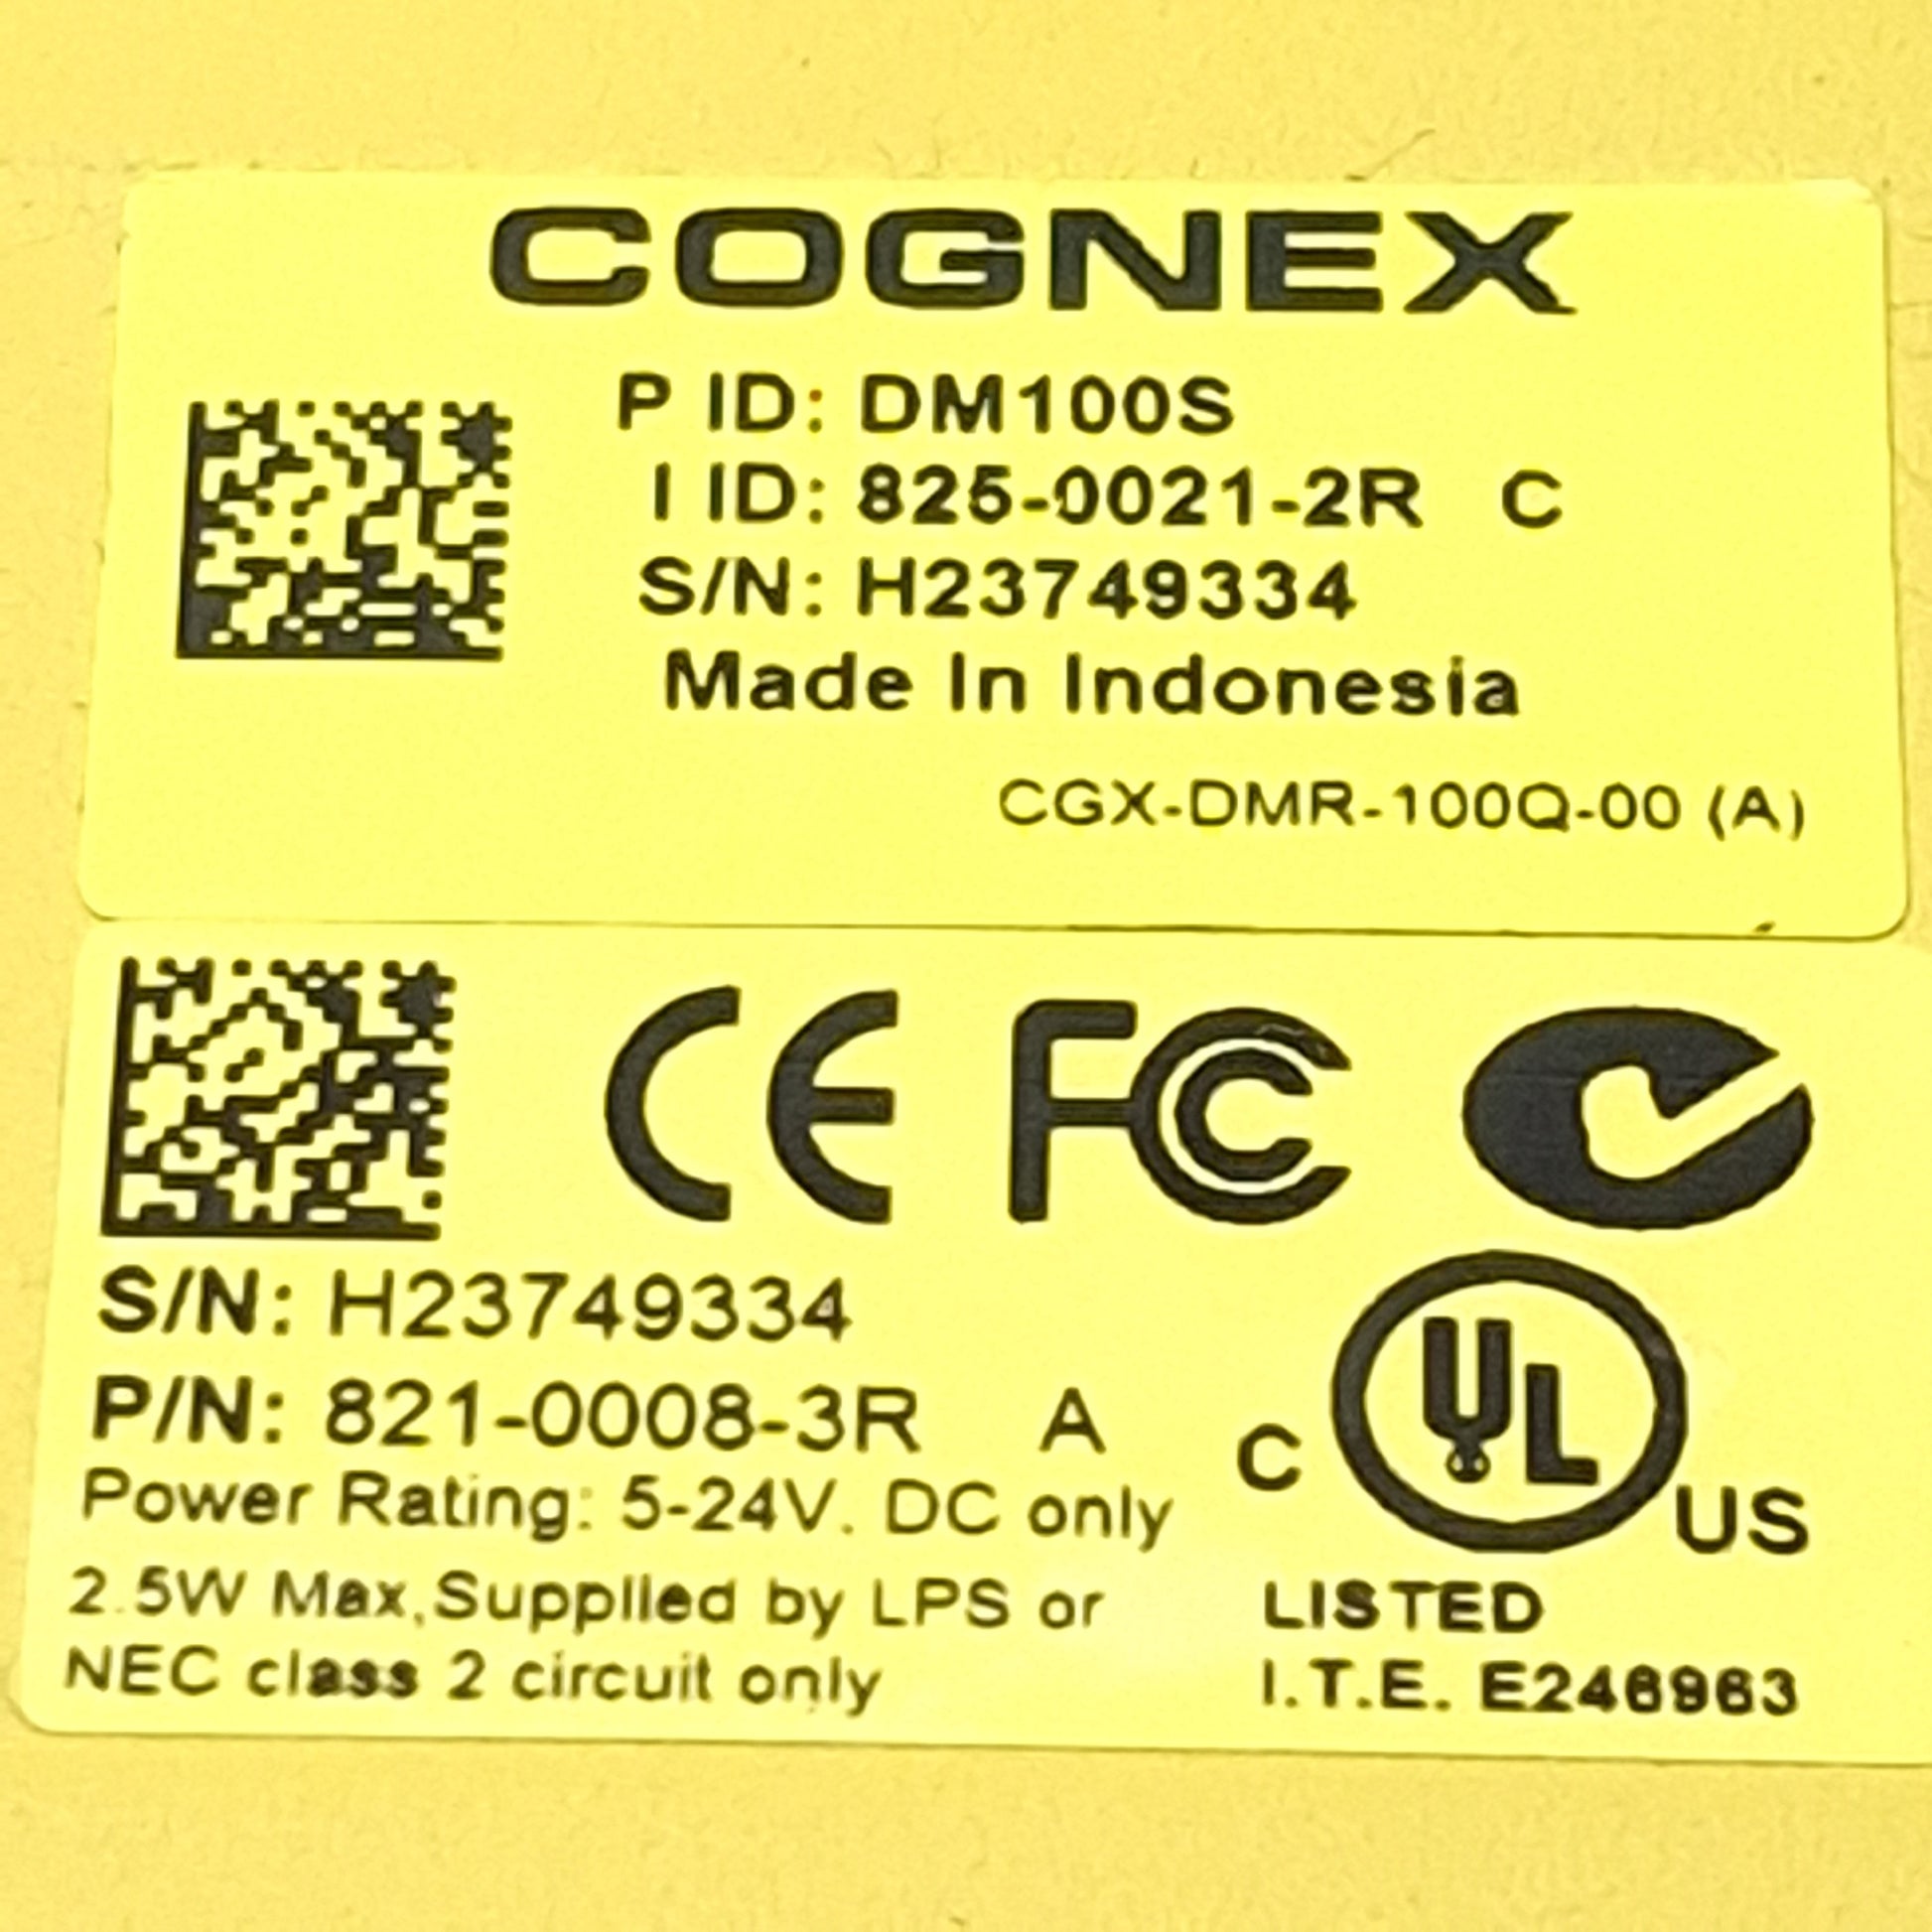 COGNEX
P ID: DM100S
I ID: 825-0021-2R C
S/N: H23749334
Made In Indonesia
CGX-DMR-100Q-00 (A)
CE FC
S/N: H23749334
P/N: 821-0008-3R A
Power Rating: 5-24V. DC only
2.5W Max,Supplied by LPS or
NEC class 2 circuit only
C UL US
LISTED
I.T.E. E246963